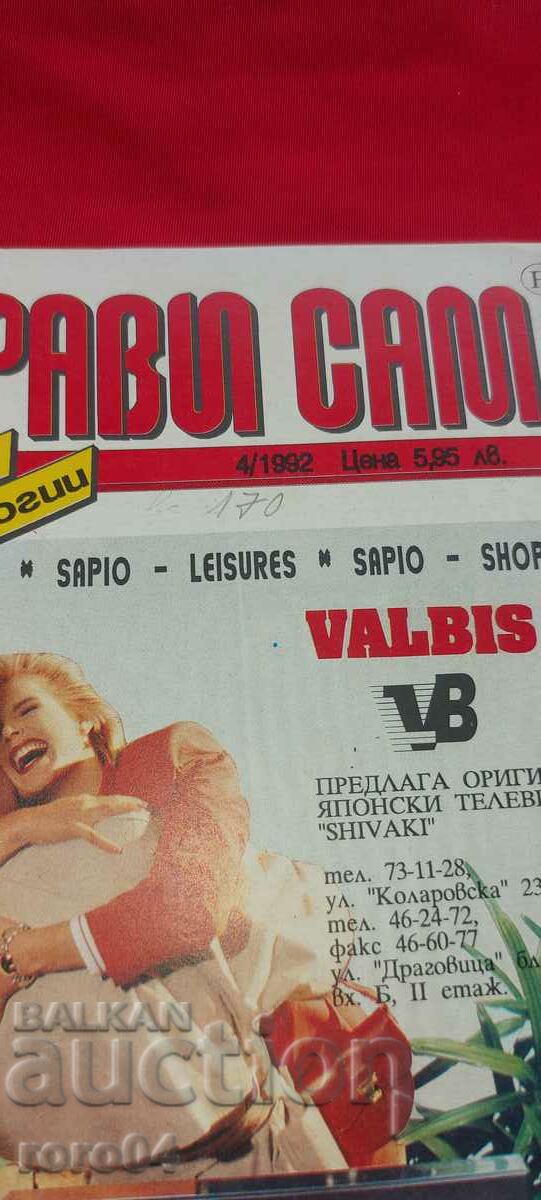 РАВИ САМ
4/1992 Цена 5,95 лв.
огии
170
* SAPIO - LEISURES * SAPIO - SHOP
VALBIS
VB
ПРЕДЛАГА ОРИГИ
ЯПОНСКИ ТЕЛЕВИ
"SHIVAKI"
тел. 73-11-28,
ул. "Коларовска" 23
тел. 46-24-72,
факс 46-60-77
ул. "Драговица" бл
вх. Б, II етаж.
BALKAN
auction
roro04